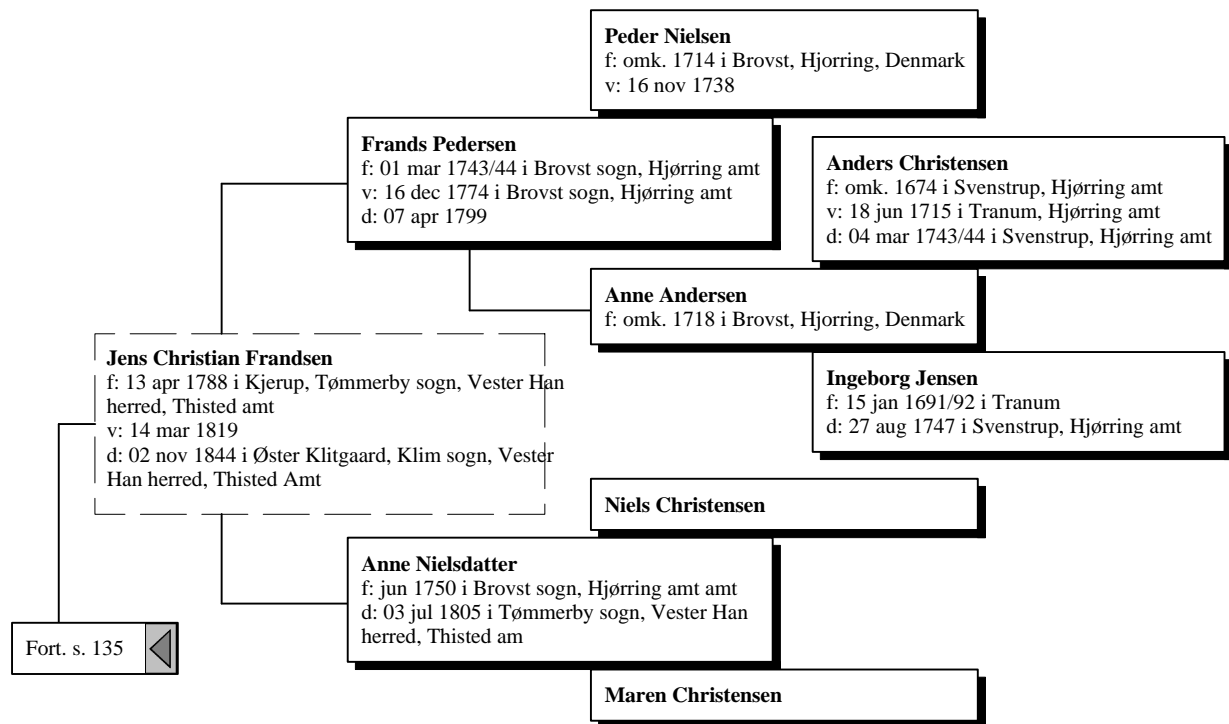 Peder Nielsen
f: omk. 1714 i Brovst, Hjorring, Denmark
v: 16 nov 1738
Frands Pedersen
f: 01 mar 1743/44 i Brovst sogn, Hjørring amt
v: 16 dec 1774 i Brovst sogn, Hjørring amt
d: 07 apr 1799
Anders Christensen
f: omk. 1674 i Svenstrup, Hjørring amt
v: 18 jun 1715 i Tranum, Hjørring amt
d: 04 mar 1743/44 i Svenstrup, Hjørring amt
Anne Andersen
f: omk. 1718 i Brovst, Hjorring, Denmark
Jens Christian Frandsen
f: 13 apr 1788 i Kjerup, Tømmerby sogn, Vester Han
herred, Thisted amt
v: 14 mar 1819
d: 02 nov 1844 i Øster Klitgaard, Klim sogn, Vester
Han herred, Thisted Amt
Ingeborg Jensen
f: 15 jan 1691/92 i Tranum
d: 27 aug 1747 i Svenstrup, Hjørring amt
Niels Christensen
Anne Nielsdatter
f: jun 1750 i Brovst sogn, Hjørring amt amt
d: 03 jul 1805 i Tømmerby sogn, Vester Han
herred, Thisted am
Fort. s. 135
Maren Christensen